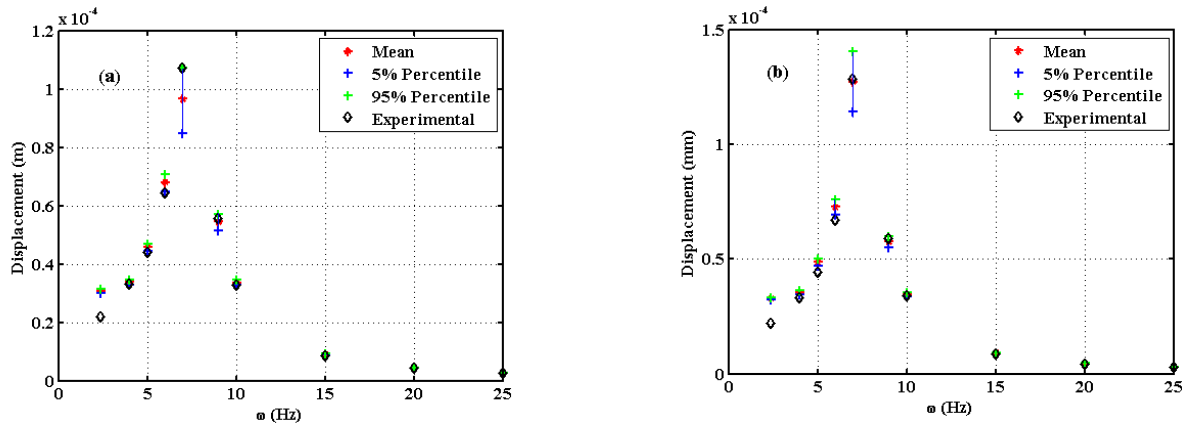 x 10⁻⁴
1.2
1
0.8
0.6
0.4
0.2
0
Displacement (m)
(a)
Mean
5% Percentile
95% Percentile
Experimental
0 5 10 15 20 25
ω (Hz)
x 10⁻⁴
1.5
1
0.5
0
Displacement (mm)
(b)
Mean
5% Percentile
95% Percentile
Experimental
0 5 10 15 20 25
ω (Hz)